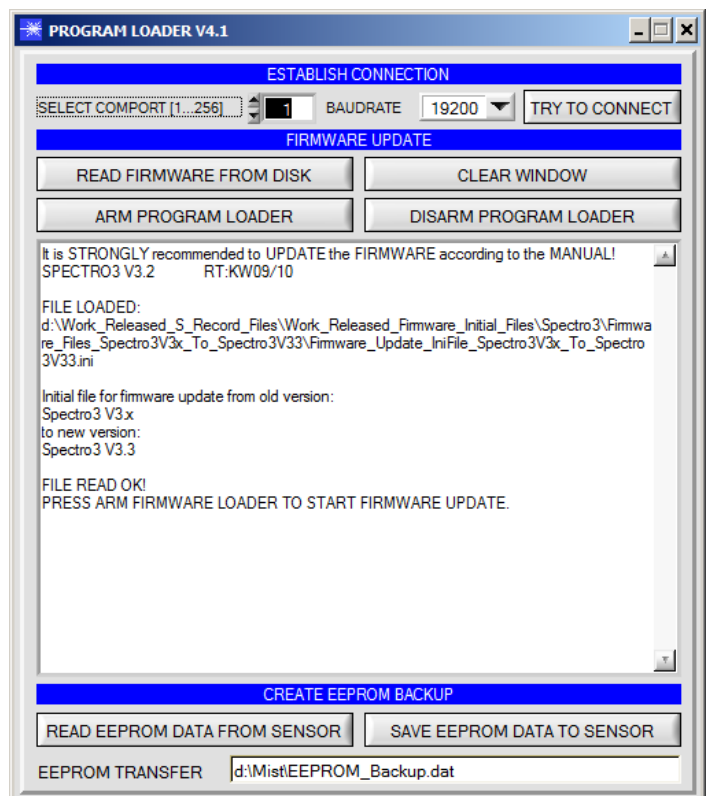 PROGRAM LOADER V4.1
ESTABLISH CONNECTION
SELECT COMPORT [1...256] 1 BAUDRATE 19200 TRY TO CONNECT
FIRMWARE UPDATE
READ FIRMWARE FROM DISK CLEAR WINDOW
ARM PROGRAM LOADER DISARM PROGRAM LOADER
It is STRONGLY recommended to UPDATE the FIRMWARE according to the MANUAL!
SPECTRO3 V3.2 RT:KW09/10
FILE LOADED:
d:\Work_Released_S_Record_Files\Work_Released_Firmware_Initial_Files\Spectro3\Firmwa
re_Files_Spectro3V3x_To_Spectro3V33\Firmware_Update_IniFile_Spectro3V3x_To_Spectro
3V33.ini
Initial file for firmware update from old version:
Spectro3 V3.x
to new version:
Spectro3 V3.3
FILE READ OK!
PRESS ARM FIRMWARE LOADER TO START FIRMWARE UPDATE.
CREATE EEPROM BACKUP
READ EEPROM DATA FROM SENSOR SAVE EEPROM DATA TO SENSOR
EEPROM TRANSFER d:\Mist\EEPROM_Backup.dat